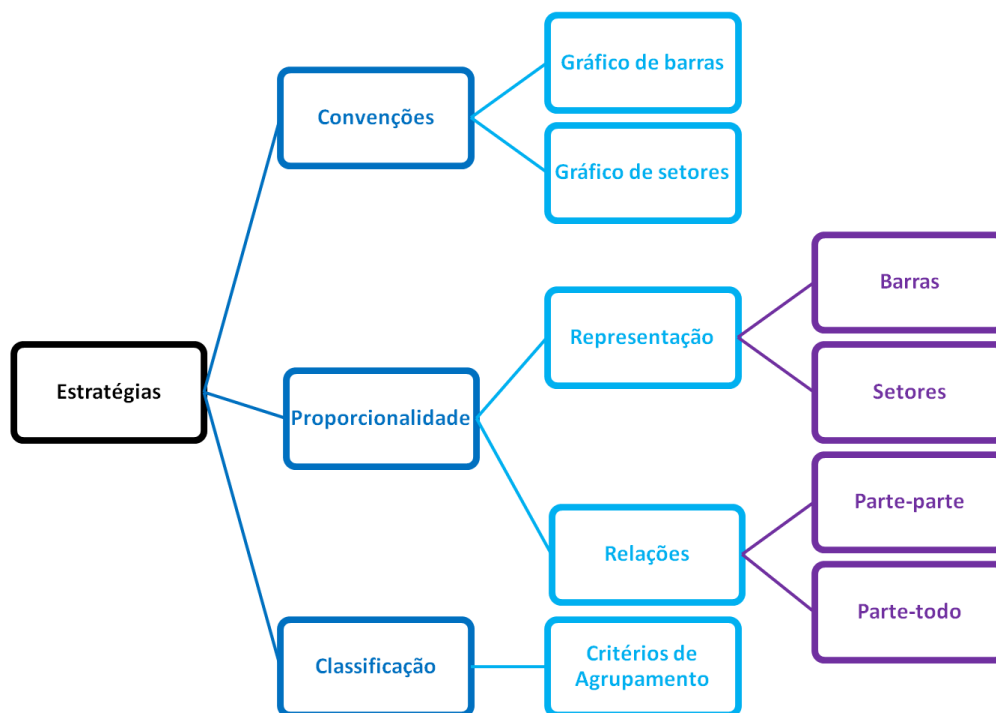 Estratégias
Convenções
Gráfico de barras
Gráfico de setores
Proporcionalidade
Representação
Barras
Setores
Relações
Parte-parte
Parte-todo
Classificação
Critérios de
Agrupamento